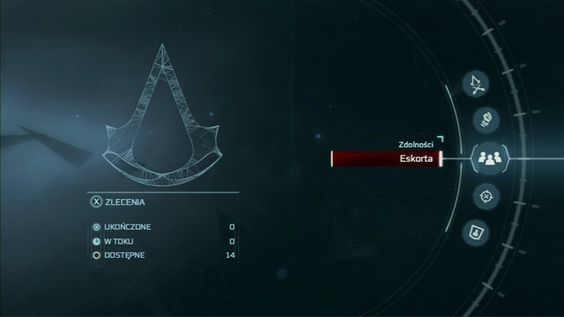 Zdolności
Eskorta
X ZLECENIA
UKOŃCZONE 0
W TOKU 0
DOSTĘPNE 14